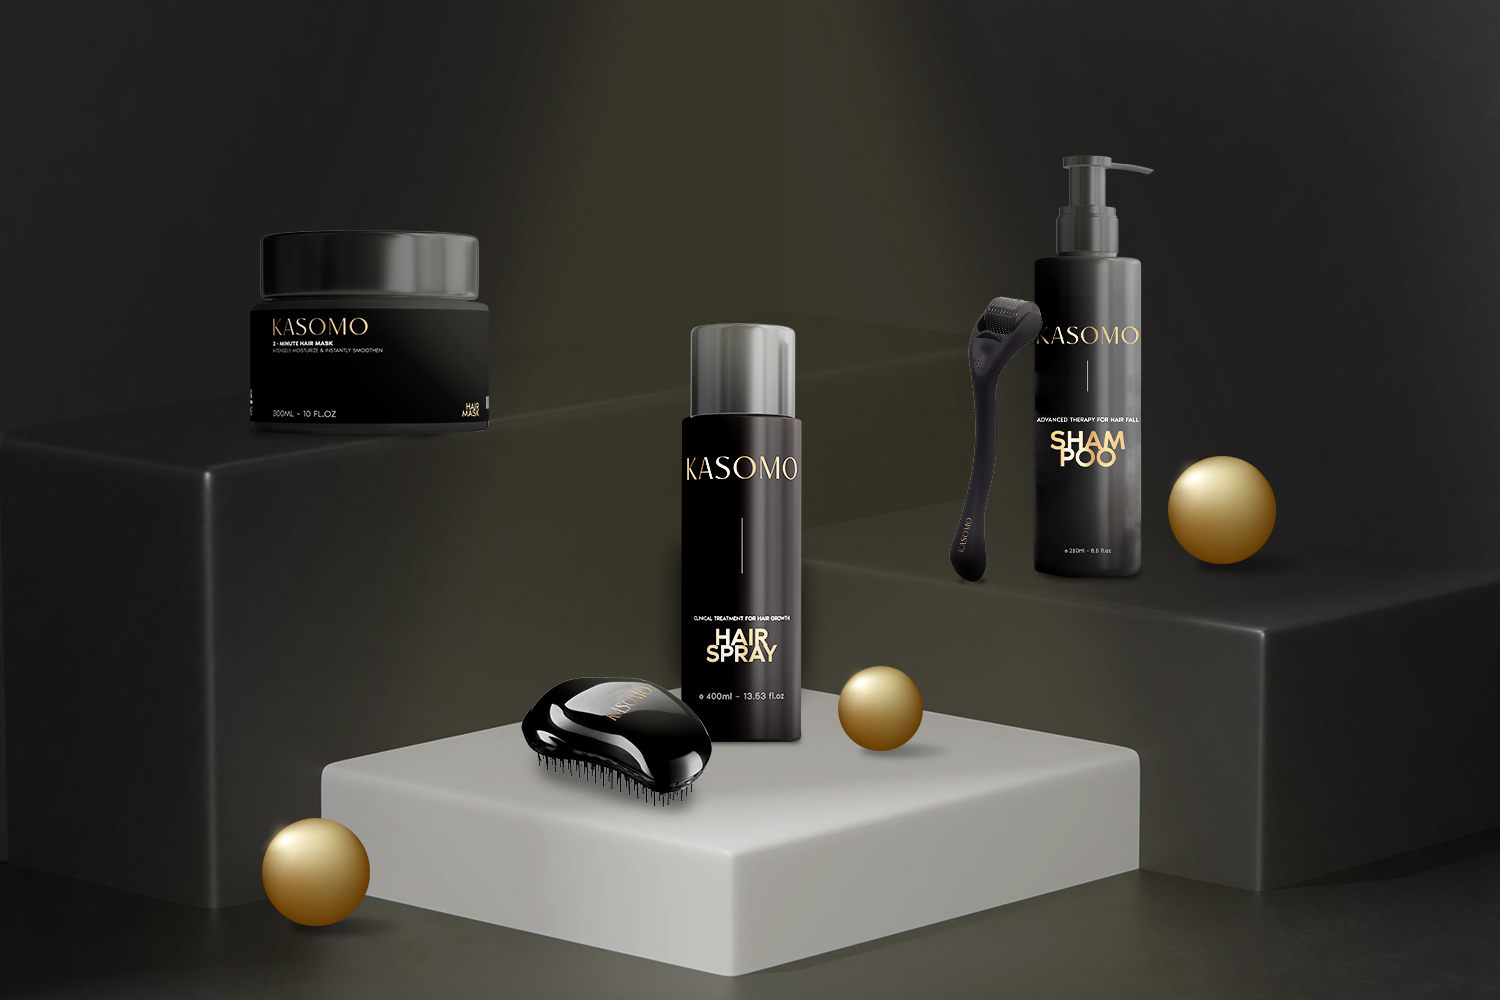 KASOMO
3 - MINUTE HAIR MASK
INTENSELY MOISTURIZE & INSTANTLY SMOOTHEN
300ML - 10 FL.OZ
HAIR
MASK
KASOMO
CLINICAL TREATMENT FOR HAIR GROWTH
HAIR
SPRAY
e 400ml - 13.53 fl.oz
KASOMO
KASOMO
KASOMO
ADVANCED THERAPY FOR HAIR FALL
SHAM
POO